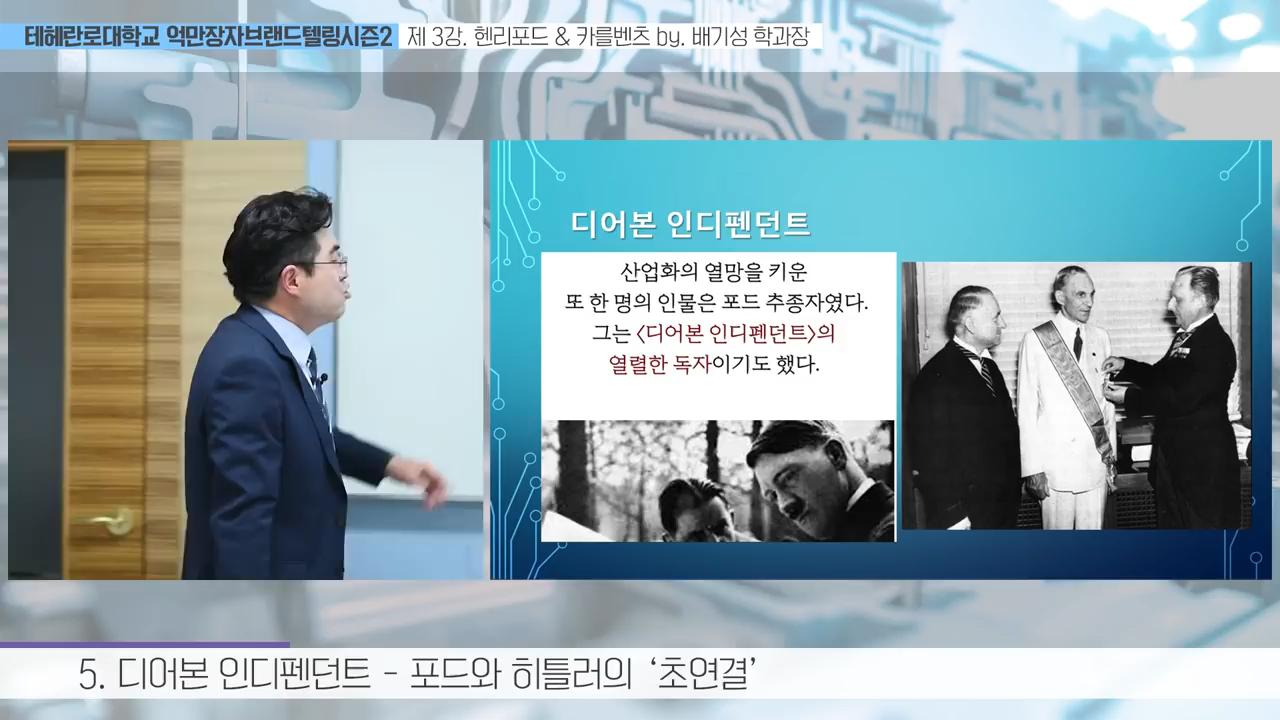 테헤란로대학교 억만장자브랜드텔링시즌2 제 3강. 헨리포드 & 카를벤츠 by. 배기성 학과장
디어본 인디펜던트
산업화의 열망을 키운
또 한 명의 인물은 포드 추종자였다.
그는 <디어본 인디펜던트>의
열렬한 독자이기도 했다.
5. 디어본 인디펜던트 - 포드와 히틀러의 ‘초연결’